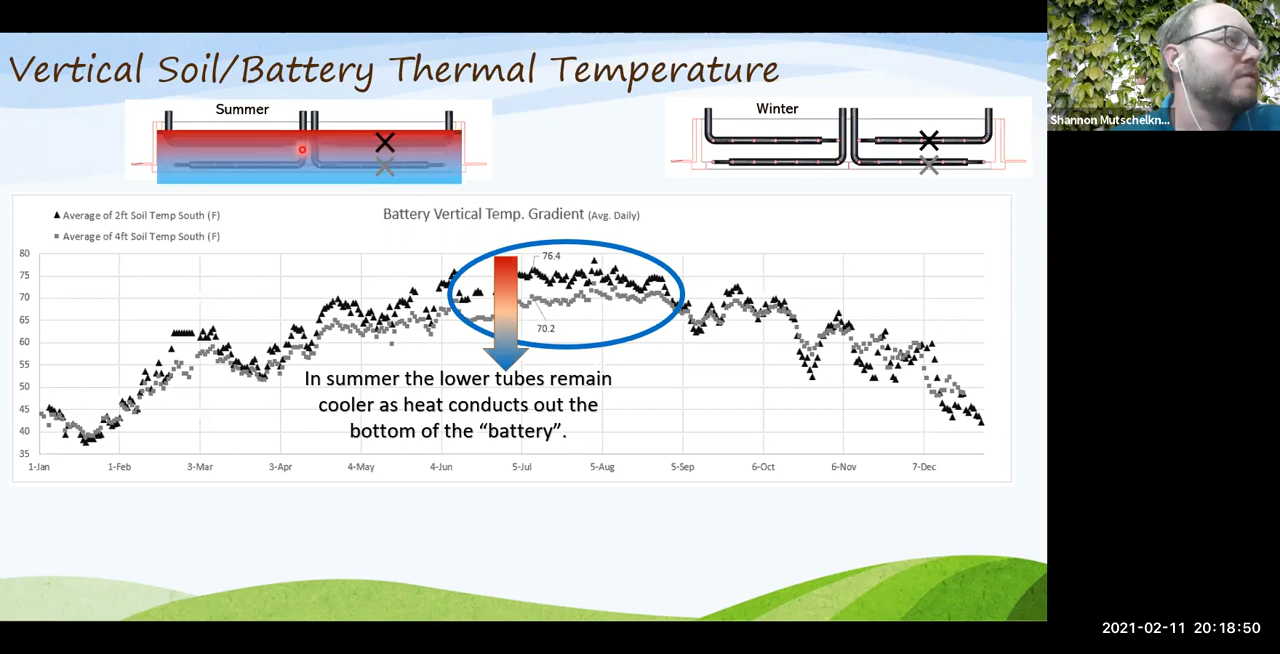 Vertical Soil/Battery Thermal Temperature
Summer
Winter
Shannon Mutschelkn...
Average of 2ft Soil Temp South (F)
Average of 4ft Soil Temp South (F)
Battery Vertical Temp. Gradient (Avg. Daily)
80
75
70
65
60
55
50
45
40
35
76.4
70.2
In summer the lower tubes remain
cooler as heat conducts out the
bottom of the “battery”.
1-Jan 1-Feb 3-Mar 3-Apr 4-May 4-Jun 5-Jul 5-Aug 5-Sep 6-Oct 6-Nov 7-Dec
2021-02-11 20:18:50